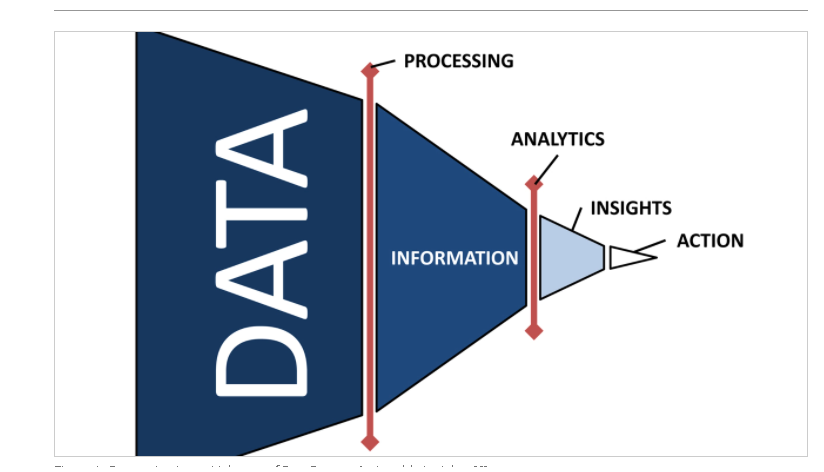 PROCESSING
ANALYTICS
INSIGHTS
ACTION
DATA
INFORMATION